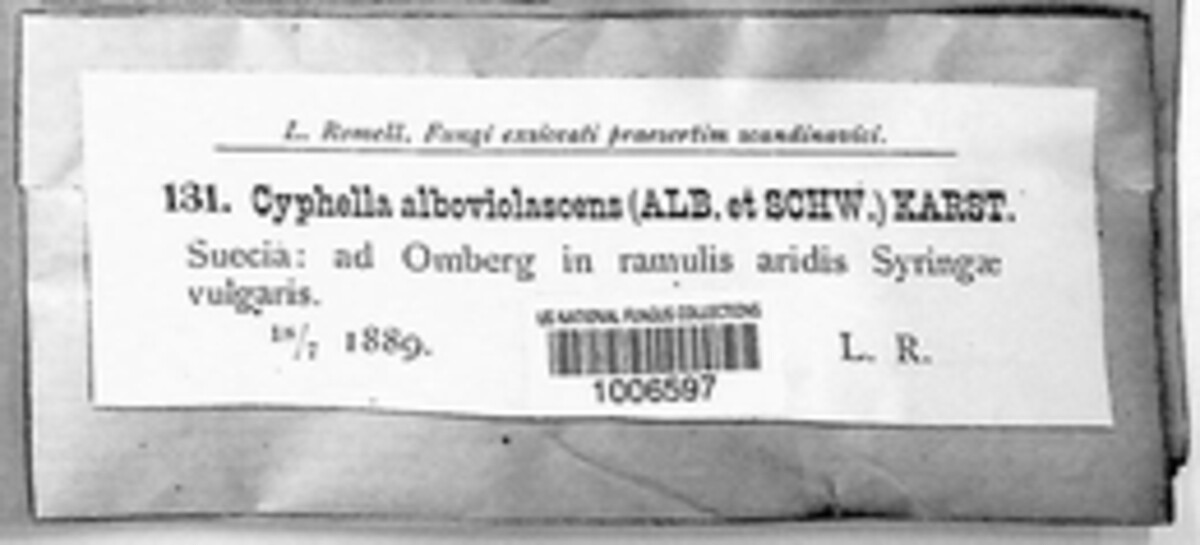 L. Romell. Fungi exsiccati praesertim scandinavici.
131. Cyphella alboviolascens (ALB. et SCHW.) KARST.
Suecia: ad Omberg in ramulis aridis Syringæ
vulgaris.
18/7 1889.
L. R.
US NATIONAL FUNGUS COLLECTIONS
1006597